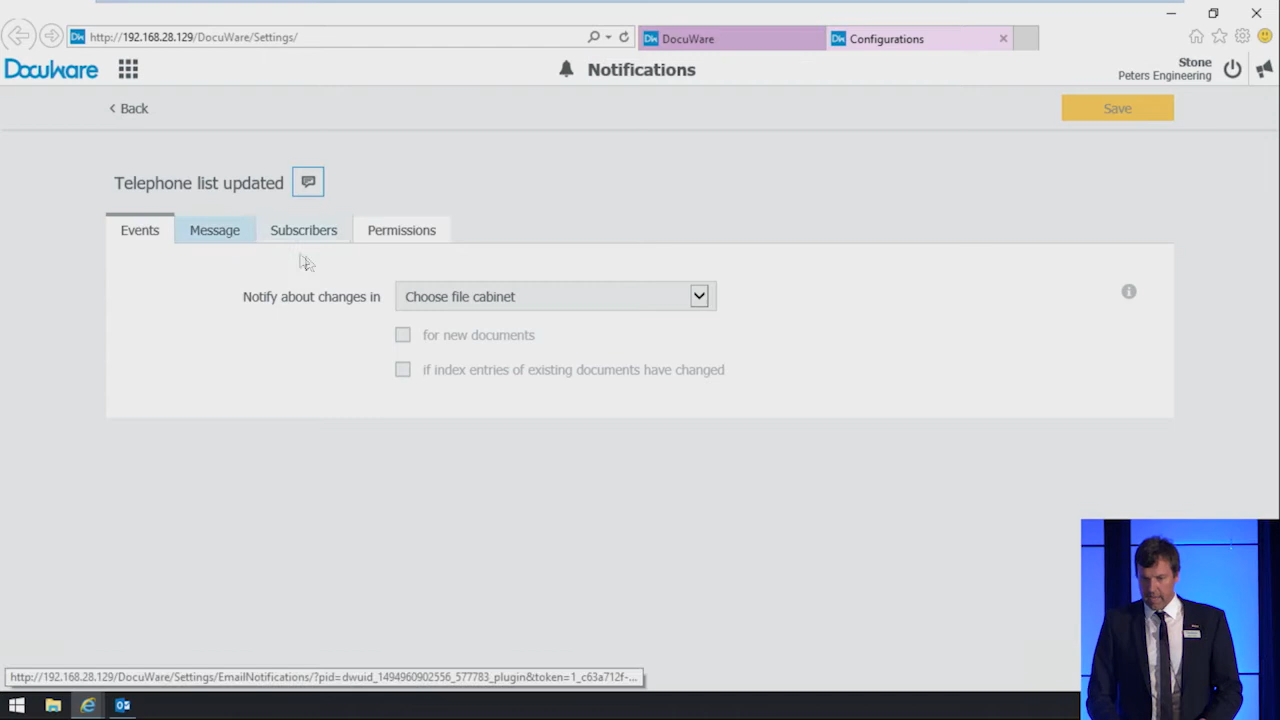 http://192.168.28.129/DocuWare/Settings/
DW DocuWare
DW Configurations
DocuWare
Notifications
Stone
Peters Engineering
Back
Save
Telephone list updated
Events
Message
Subscribers
Permissions
Notify about changes in
Choose file cabinet
for new documents
if index entries of existing documents have changed
http://192.168.28.129/DocuWare/Settings/EmailNotifications/?pid=dwuid_1494960902556_577783_plugin&token=1_c63a712f-...